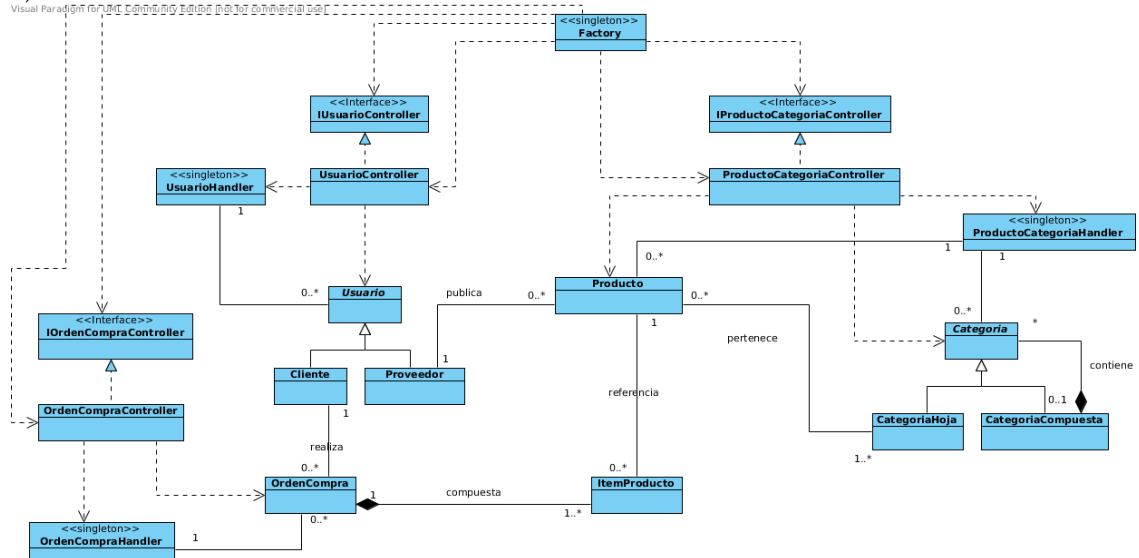 Visual Paradigm for UML Community Edition [not for commercial use]
<<singleton>>
Factory
<<Interface>>
IUsuarioController
<<Interface>>
IProductoCategoriaController
<<singleton>>
UsuarioHandler
UsuarioController
ProductoCategoriaController
1
<<singleton>>
ProductoCategoriaHandler
0..*
1
1
Producto
Usuario
0..*
publica
0..*
0..*
0..*
<<Interface>>
IOrdenCompraController
1
*
Categoria
pertenece
1
contiene
Cliente
Proveedor
referencia
0..1
OrdenCompraController
1
CategoriaHoja
CategoriaCompuesta
realiza
1..*
0..*
0..*
OrdenCompra
1
compuesta
ItemProducto
0..*
1..*
<<singleton>>
OrdenCompraHandler
1